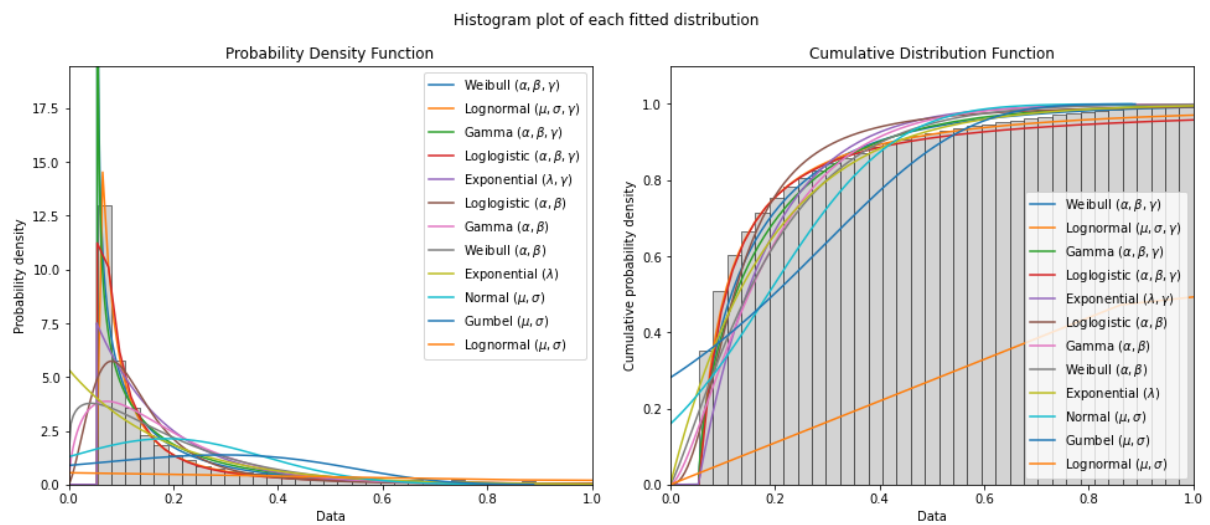 Histogram plot of each fitted distribution
Probability Density Function
Probability density
17.5
15.0
12.5
10.0
7.5
5.0
2.5
0.0
0.0
0.2
0.4
0.6
0.8
1.0
Data
Weibull (α, β, γ)
Lognormal (μ, σ, γ)
Gamma (α, β, γ)
Loglogistic (α, β, γ)
Exponential (λ, γ)
Loglogistic (α, β)
Gamma (α, β)
Weibull (α, β)
Exponential (λ)
Normal (μ, σ)
Gumbel (μ, σ)
Lognormal (μ, σ)
Cumulative Distribution Function
Cumulative probability density
1.0
0.8
0.6
0.4
0.2
0.0
0.0
0.2
0.4
0.6
0.8
1.0
Data
Weibull (α, β, γ)
Lognormal (μ, σ, γ)
Gamma (α, β, γ)
Loglogistic (α, β, γ)
Exponential (λ, γ)
Loglogistic (α, β)
Gamma (α, β)
Weibull (α, β)
Exponential (λ)
Normal (μ, σ)
Gumbel (μ, σ)
Lognormal (μ, σ)